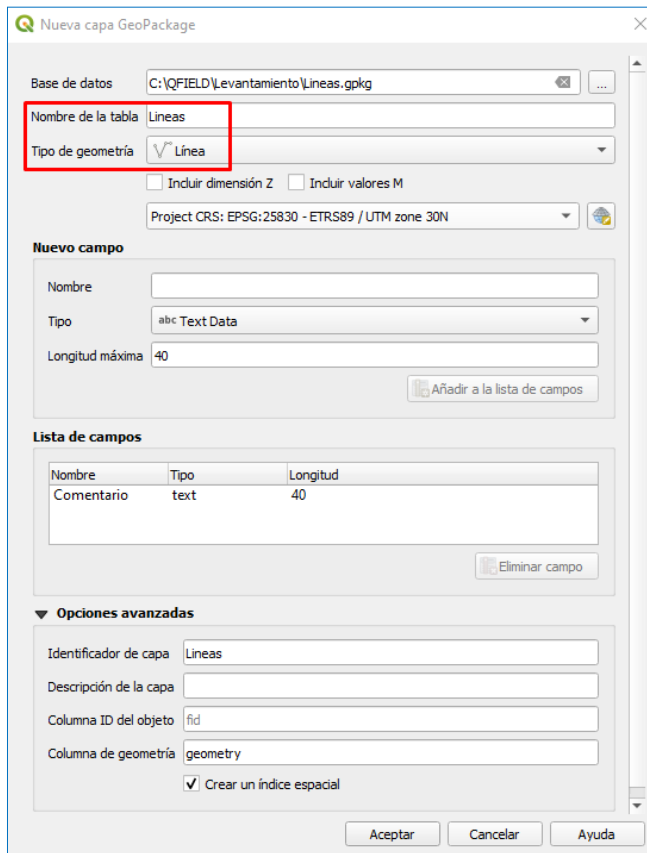 Nueva capa GeoPackage
Base de datos C:\QFIELD\Levantamiento\Lineas.gpkg ...
Nombre de la tabla Lineas
Tipo de geometría Línea
Incluir dimensión Z Incluir valores M
Project CRS: EPSG:25830 - ETRS89 / UTM zone 30N
Nuevo campo
Nombre
Tipo abc Text Data
Longitud máxima 40
Añadir a la lista de campos
Lista de campos
Nombre Tipo Longitud
Comentario text 40
Eliminar campo
Opciones avanzadas
Identificador de capa Lineas
Descripción de la capa
Columna ID del objeto fid
Columna de geometría geometry
Crear un índice espacial
Aceptar Cancelar Ayuda